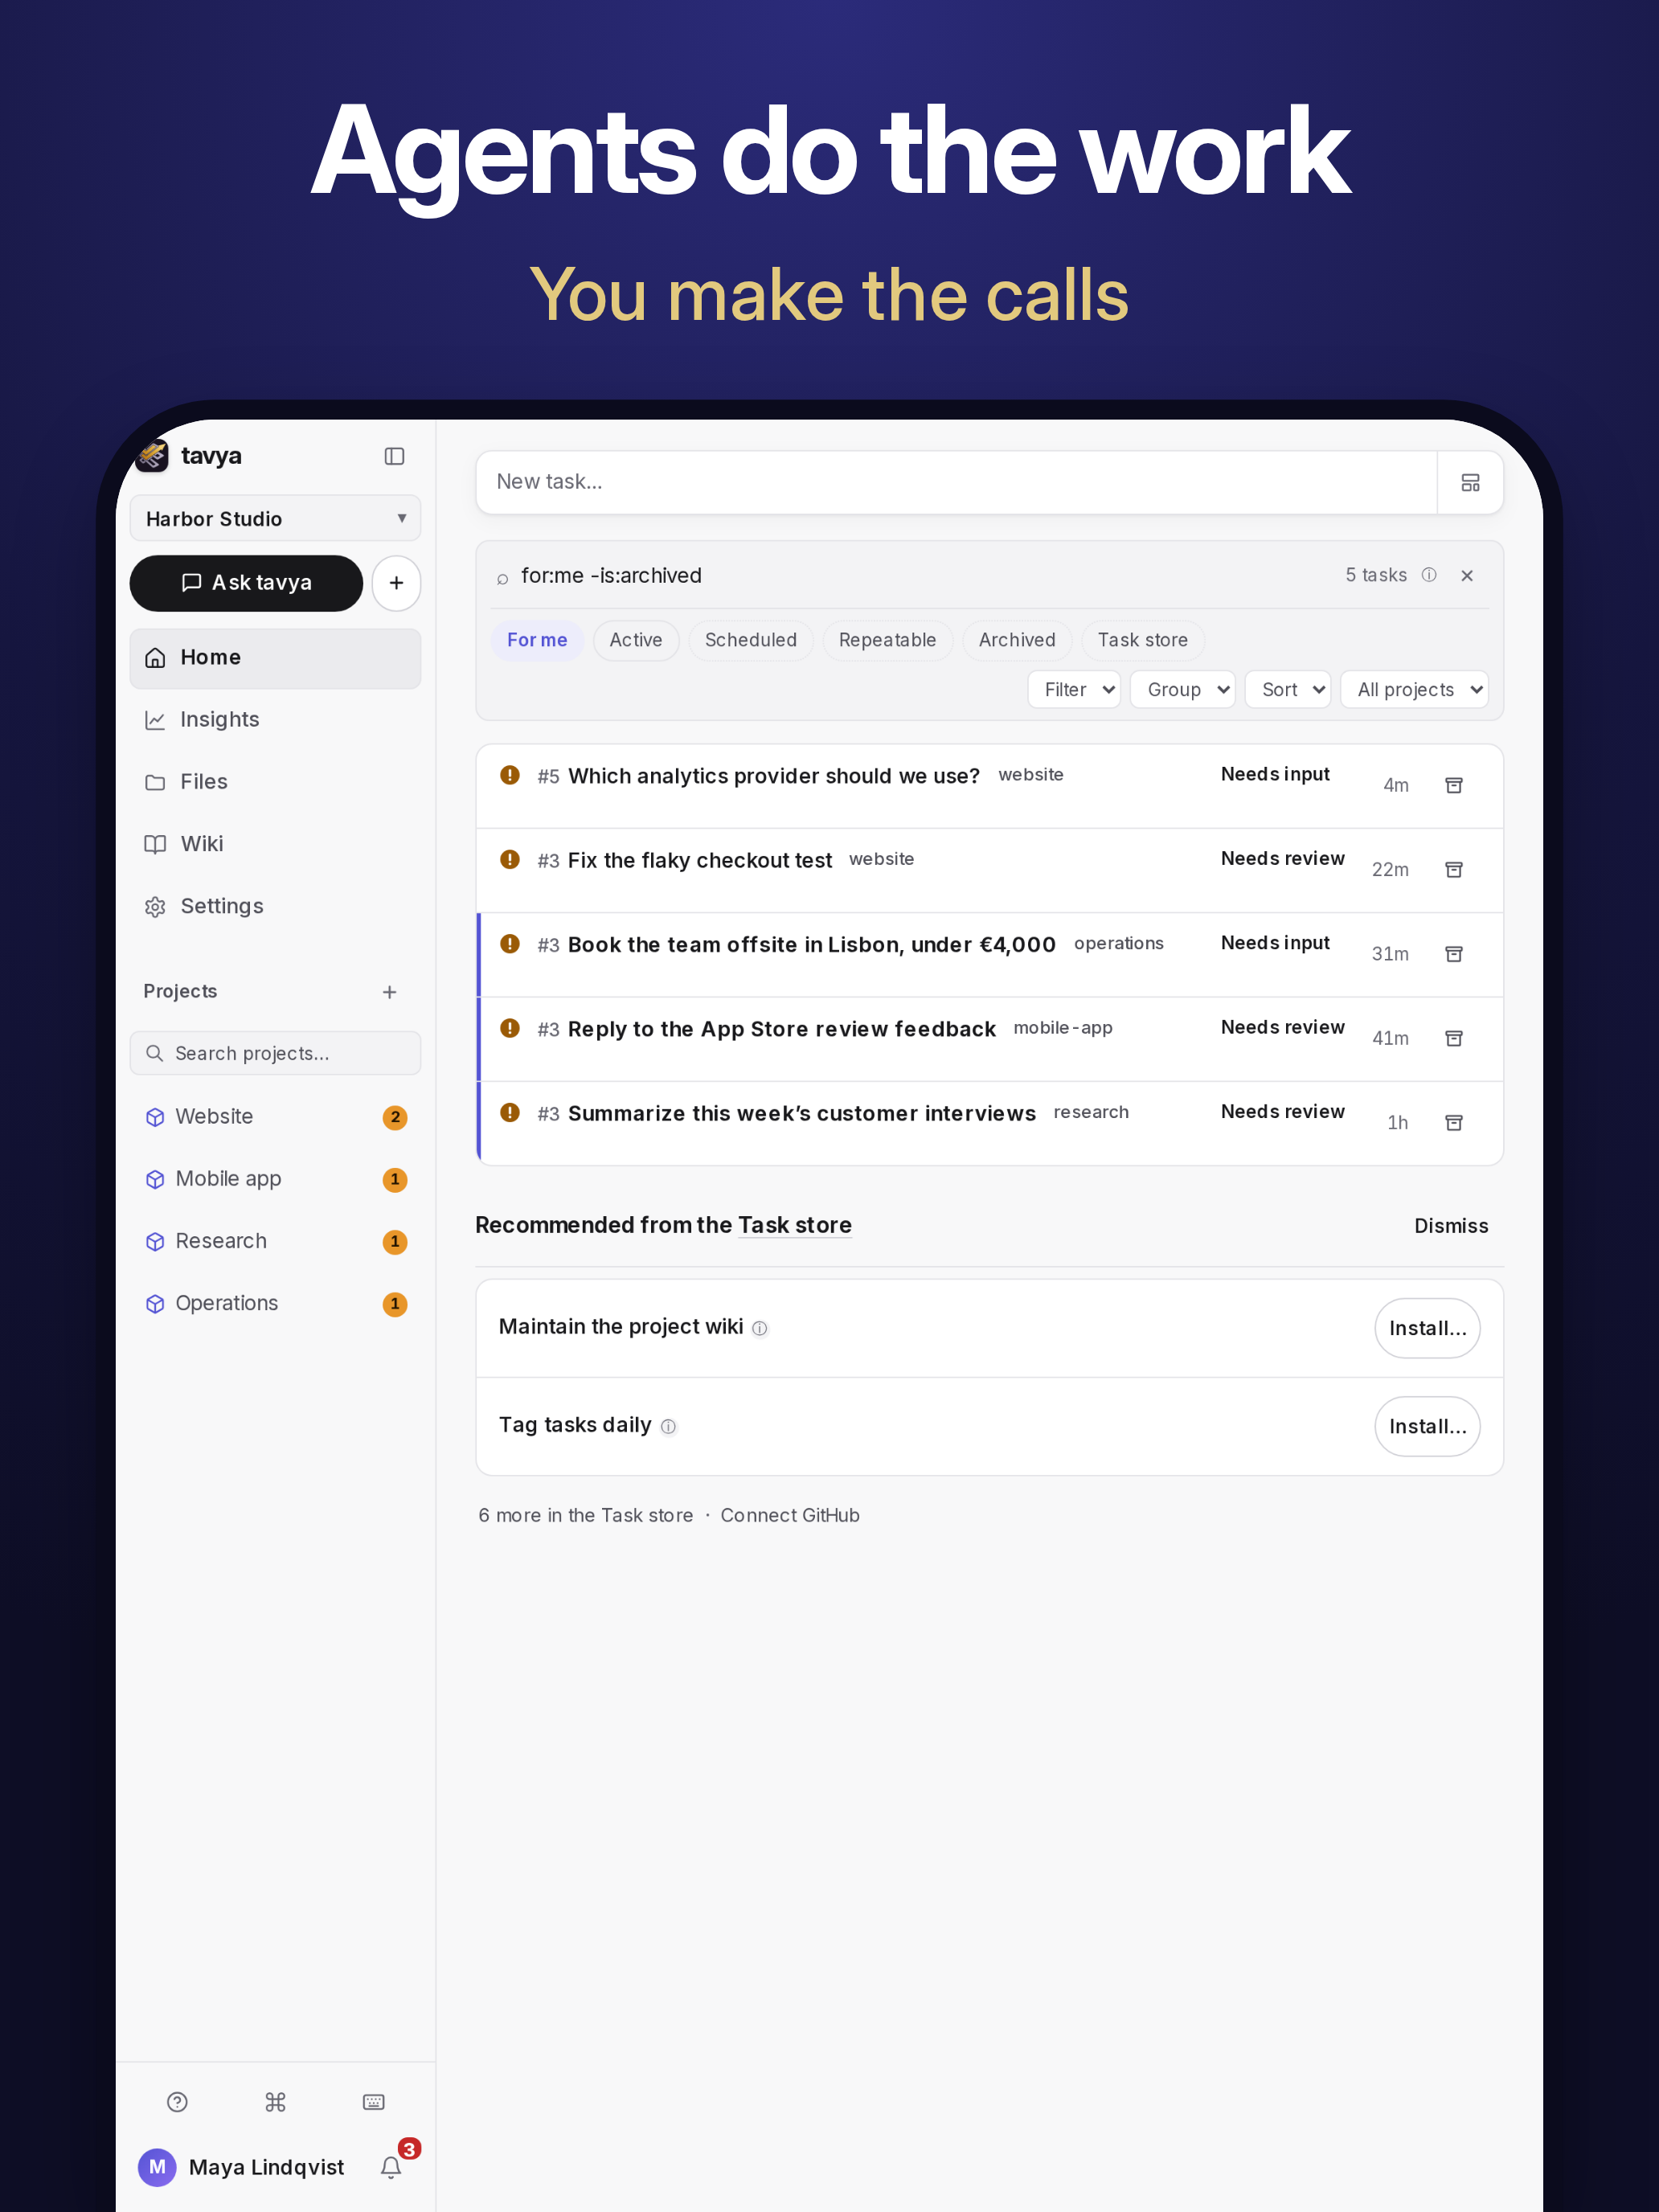 Agents do the work
You make the calls
tavya
Harbor Studio ▾
Ask tavya
+
Home
Insights
Files
Wiki
Settings
Projects +
Search projects...
Website 2
Mobile app 1
Research 1
Operations 1
M Maya Lindqvist 3
New task...
for:me -is:archived 5 tasks ⓘ ✕
For me Active Scheduled Repeatable Archived Task store
Filter Group Sort All projects
#5 Which analytics provider should we use? website Needs input 4m
#3 Fix the flaky checkout test website Needs review 22m
#3 Book the team offsite in Lisbon, under €4,000 operations Needs input 31m
#3 Reply to the App Store review feedback mobile-app Needs review 41m
#3 Summarize this week’s customer interviews research Needs review 1h
Recommended from the Task store Dismiss
Maintain the project wiki ⓘ Install...
Tag tasks daily ⓘ Install...
6 more in the Task store · Connect GitHub